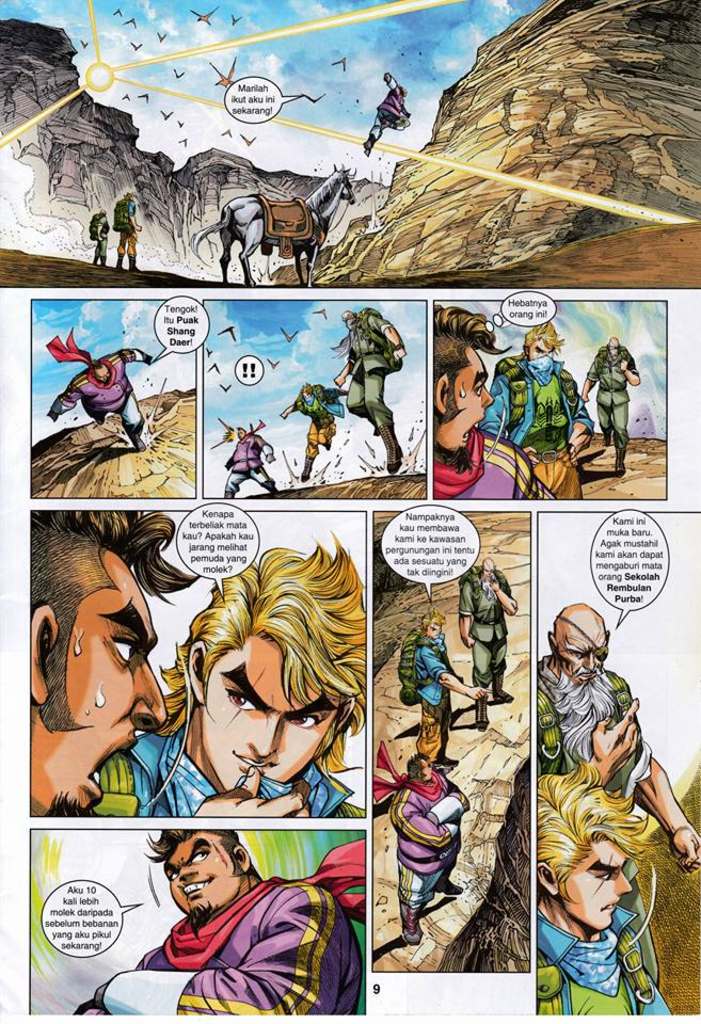 Marilah
ikut aku ini
sekarang!
Tengok!
Itu Puak
Shang
Daer!
!!
Hebatnya
orang ini!
Kenapa
terbeliak mata
kau? Apakah kau
jarang melihat
pemuda yang
molek?
Nampaknya
kau membawa
kami ke kawasan
pergunungan ini tentu
ada sesuatu yang
tak diingini!
Kami ini
muka baru.
Agak mustahil
kami akan dapat
mengaburi mata
orang Sekolah
Rembulan
Purba!
Aku 10
kali lebih
molek daripada
sebelum bebanan
yang aku pikul
sekarang!
9